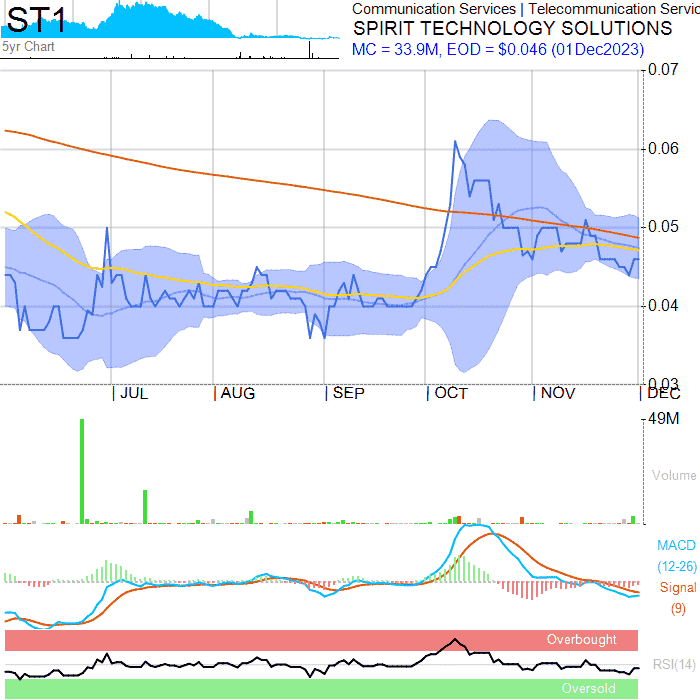 ST1
5yr Chart
Communication Services | Telecommunication Servic
SPIRIT TECHNOLOGY SOLUTIONS
MC = 33.9M, EOD = $0.046 (01Dec2023)
0.07
0.06
0.05
0.04
0.03
JUL AUG SEP OCT NOV DEC
49M
Volume
MACD
(12-26)
Signal
(9)
Overbought
RSI(14)
Oversold